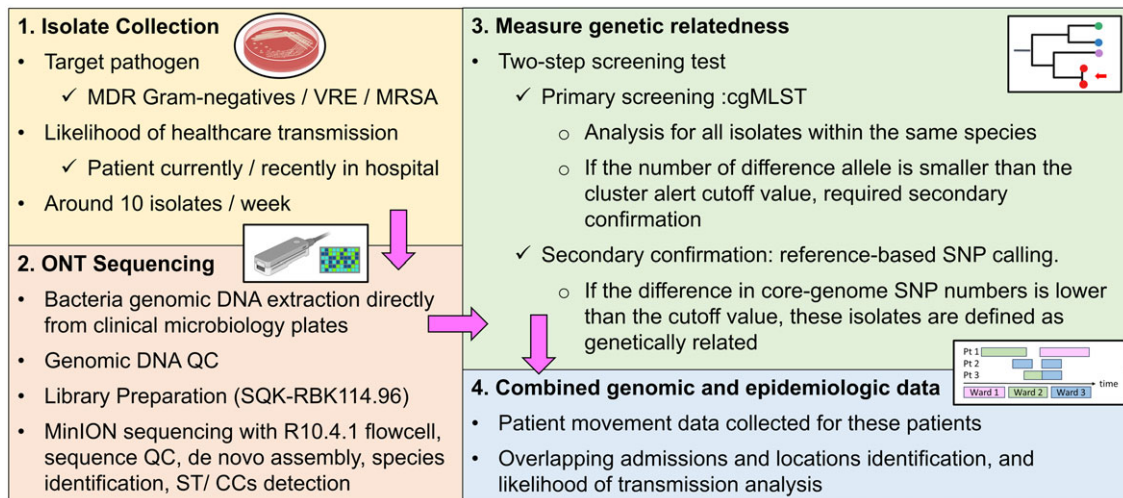 1. Isolate Collection
• Target pathogen
✓ MDR Gram-negatives / VRE / MRSA
• Likelihood of healthcare transmission
✓ Patient currently / recently in hospital
• Around 10 isolates / week
2. ONT Sequencing
• Bacteria genomic DNA extraction directly
from clinical microbiology plates
• Genomic DNA QC
• Library Preparation (SQK-RBK114.96)
• MinION sequencing with R10.4.1 flowcell,
sequence QC, de novo assembly, species
identification, ST/ CCs detection
3. Measure genetic relatedness
• Two-step screening test
✓ Primary screening :cgMLST
o Analysis for all isolates within the same species
o If the number of difference allele is smaller than the
cluster alert cutoff value, required secondary
confirmation
✓ Secondary confirmation: reference-based SNP calling.
o If the difference in core-genome SNP numbers is lower
than the cutoff value, these isolates are defined as
genetically related
4. Combined genomic and epidemiologic data
Pt 1
Pt 2
Pt 3
time
Ward 1 Ward 2 Ward 3
• Patient movement data collected for these patients
• Overlapping admissions and locations identification, and
likelihood of transmission analysis